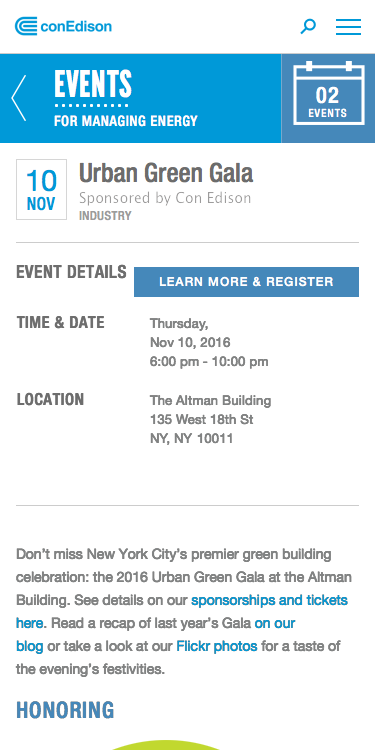 conEdison
EVENTS
FOR MANAGING ENERGY
02
EVENTS
10
NOV
Urban Green Gala
Sponsored by Con Edison
INDUSTRY
EVENT DETAILS
LEARN MORE & REGISTER
TIME & DATE
Thursday,
Nov 10, 2016
6:00 pm - 10:00 pm
LOCATION
The Altman Building
135 West 18th St
NY, NY 10011
Don’t miss New York City’s premier green building
celebration: the 2016 Urban Green Gala at the Altman
Building. See details on our sponsorships and tickets
here. Read a recap of last year’s Gala on our
blog or take a look at our Flickr photos for a taste of
the evening’s festivities.
HONORING